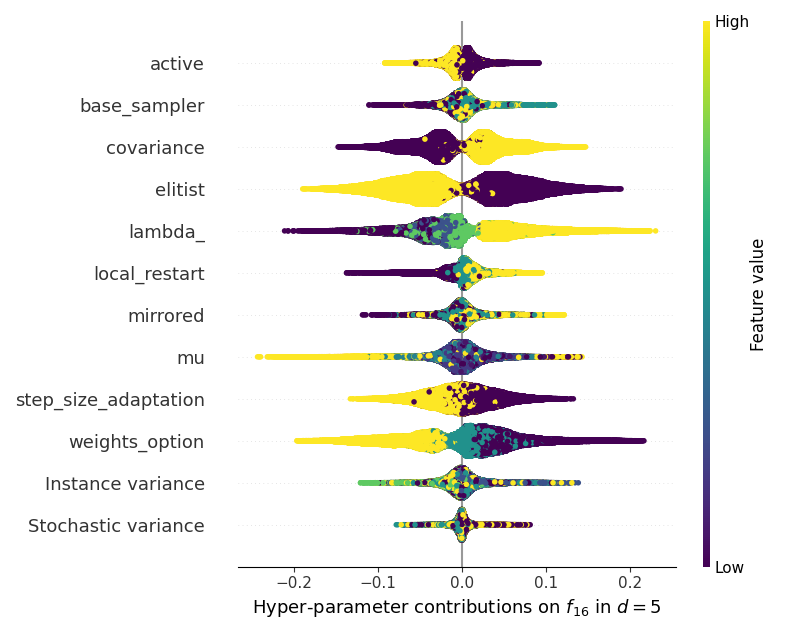 High
active
base_sampler
covariance
elitist
lambda_
local_restart
mirrored
mu
step_size_adaptation
weights_option
Instance variance
Stochastic variance
Feature value
Low
−0.2 −0.1 0.0 0.1 0.2
Hyper-parameter contributions on f₁₆ in d = 5